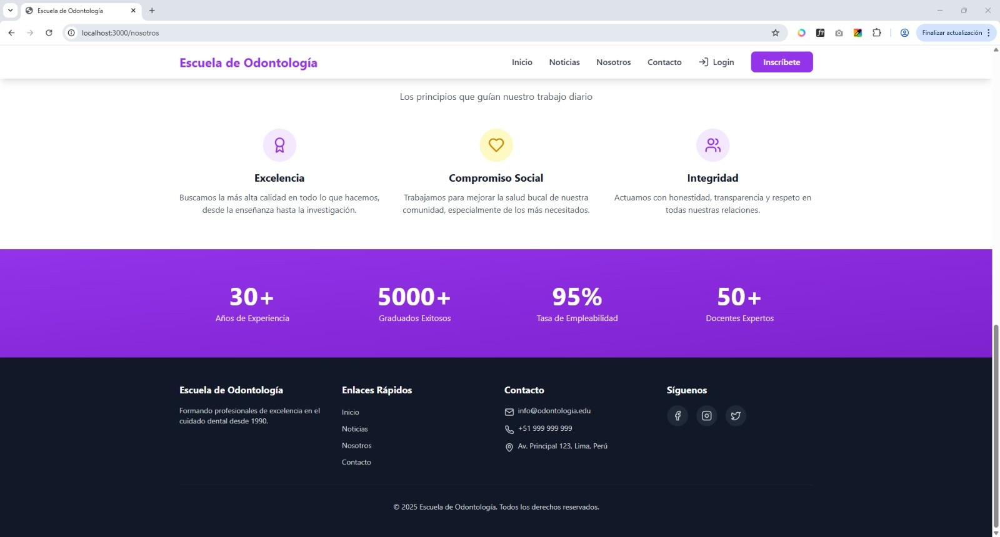 Escuela de Odontología
localhost:3000/nosotros
f?
Finalizar actualización
Escuela de Odontología
Inicio
Noticias
Nosotros
Contacto
Login
Inscríbete
Los principios que guían nuestro trabajo diario
Excelencia
Buscamos la más alta calidad en todo lo que hacemos,
desde la enseñanza hasta la investigación.
Compromiso Social
Trabajamos para mejorar la salud bucal de nuestra
comunidad, especialmente de los más necesitados.
Integridad
Actuamos con honestidad, transparencia y respeto en
todas nuestras relaciones.
30+
Años de Experiencia
5000+
Graduados Exitosos
95%
Tasa de Empleabilidad
50+
Docentes Expertos
Escuela de Odontología
Formando profesionales de excelencia en el
cuidado dental desde 1990.
Enlaces Rápidos
Inicio
Noticias
Nosotros
Contacto
Contacto
info@odontologia.edu
+51 999 999 999
Av. Principal 123, Lima, Perú
Síguenos
© 2025 Escuela de Odontología. Todos los derechos reservados.